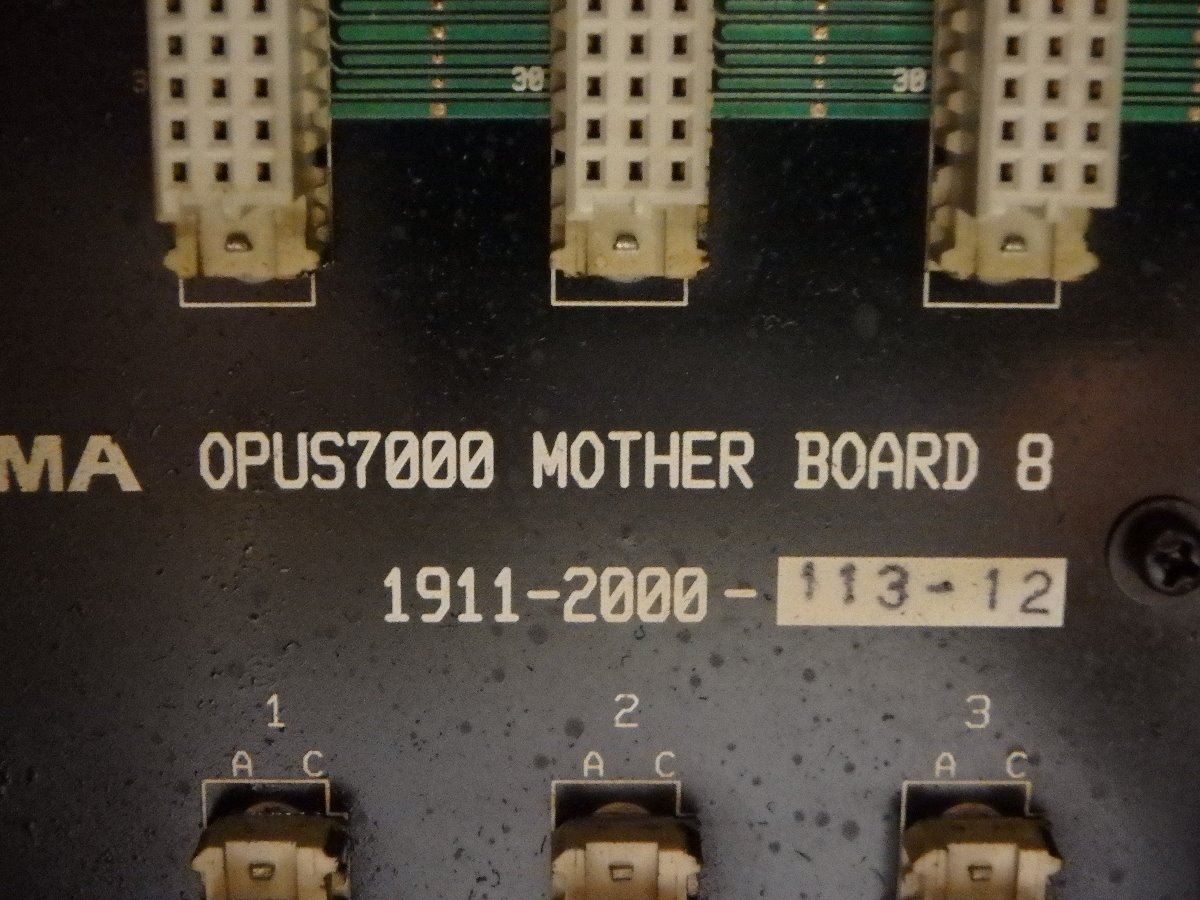 30 30
MA OPUS7000 MOTHER BOARD 8
1911-2000-113-12
1 2 3
A C A C A C